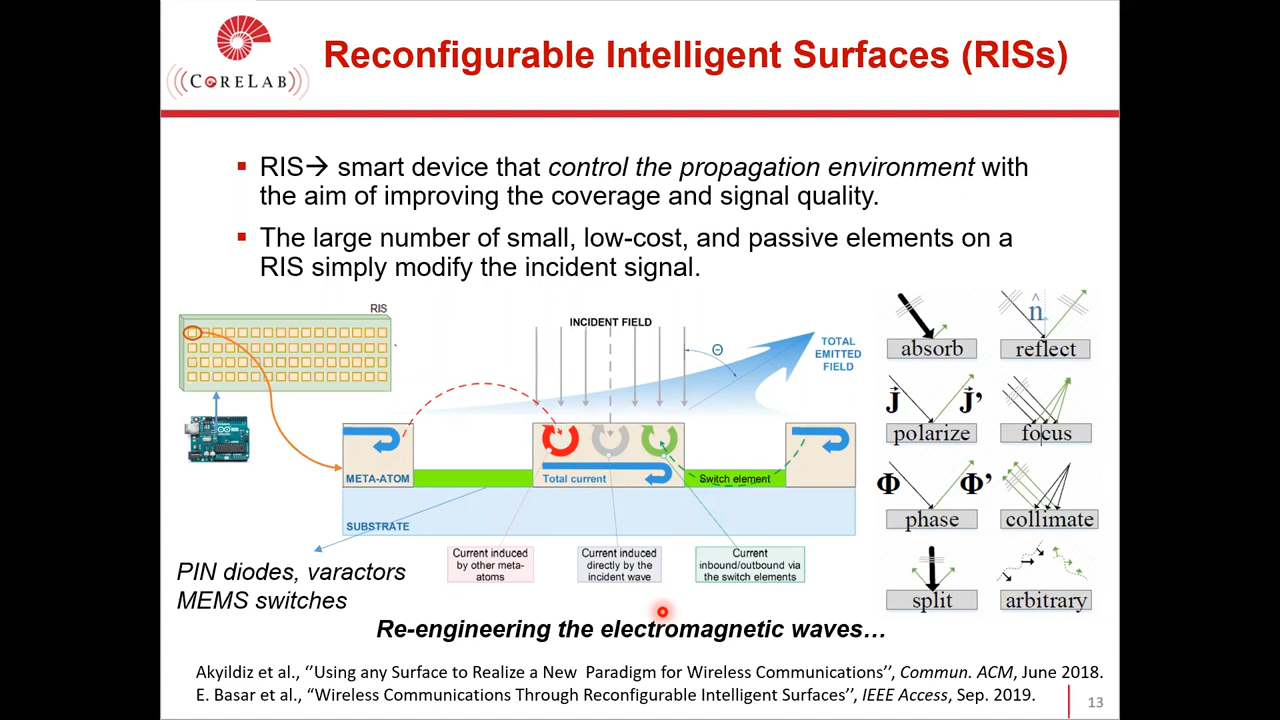 CORELAB
Reconfigurable Intelligent Surfaces (RISs)
▪ RIS→ smart device that control the propagation environment with
the aim of improving the coverage and signal quality.
▪ The large number of small, low-cost, and passive elements on a
RIS simply modify the incident signal.
RIS
INCIDENT FIELD
Θ
TOTAL
EMITTED
FIELD
META-ATOM
Total current
Switch element
SUBSTRATE
Current induced
by other meta-
atoms
Current induced
directly by the
incident wave
Current
inbound/outbound via
the switch elements
PIN diodes, varactors
MEMS switches
absorb
n̂
reflect
J⃗ J⃗’
polarize
focus
Φ Φ’
phase
collimate
split
arbitrary
Re-engineering the electromagnetic waves…
Akyildiz et al., ‘’Using any Surface to Realize a New Paradigm for Wireless Communications’’, Commun. ACM, June 2018.
E. Basar et al., “Wireless Communications Through Reconfigurable Intelligent Surfaces’’, IEEE Access, Sep. 2019.
13